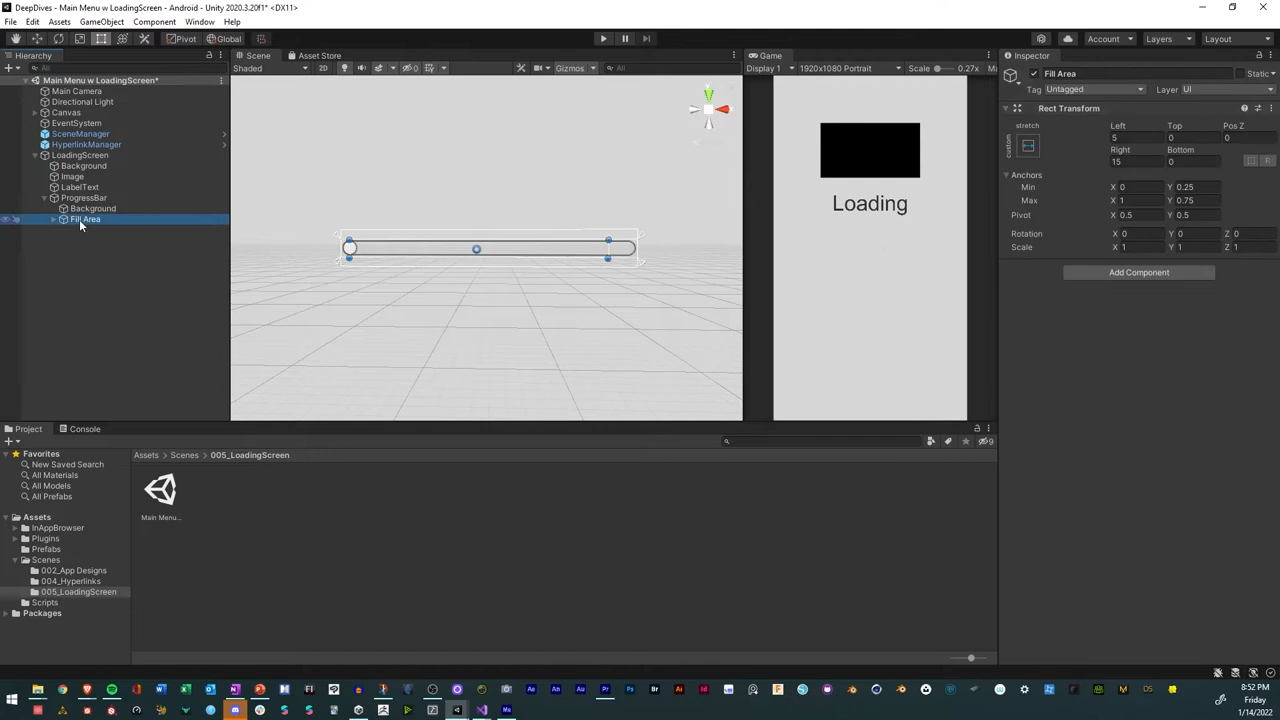 DeepDives - Main Menu w LoadingScreen - Android - Unity 2020.3.20f1* <DX11>
File Edit Assets GameObject Component Window Help
Pivot Global Account Layers Layout
Hierarchy
All
Main Menu w LoadingScreen*
Main Camera
Directional Light
Canvas
EventSystem
SceneManager
HyperlinkManager
LoadingScreen
Background
Image
LabelText
ProgressBar
Background
Fill Area
Scene Asset Store
Shaded 2D 0 Gizmos All
Game
Display 1 1920x1080 Portrait Scale 0.27x
Loading
Inspector
Fill Area Static
Tag Untagged Layer UI
Rect Transform
stretch
custom
Left Top Pos Z
5 0 0
Right Bottom
15 0
R
Anchors
Min X 0 Y 0.25
Max X 1 Y 0.75
Pivot X 0.5 Y 0.5
Rotation X 0 Y 0 Z 0
Scale X 1 Y 1 Z 1
Add Component
Project Console
9
Favorites
New Saved Search
All Materials
All Models
All Prefabs
Assets
InAppBrowser
Plugins
Prefabs
Scenes
002_App Designs
004_Hyperlinks
005_LoadingScreen
Scripts
Packages
Assets Scenes 005_LoadingScreen
Main Menu...
8:52 PM
Friday
1/14/2022